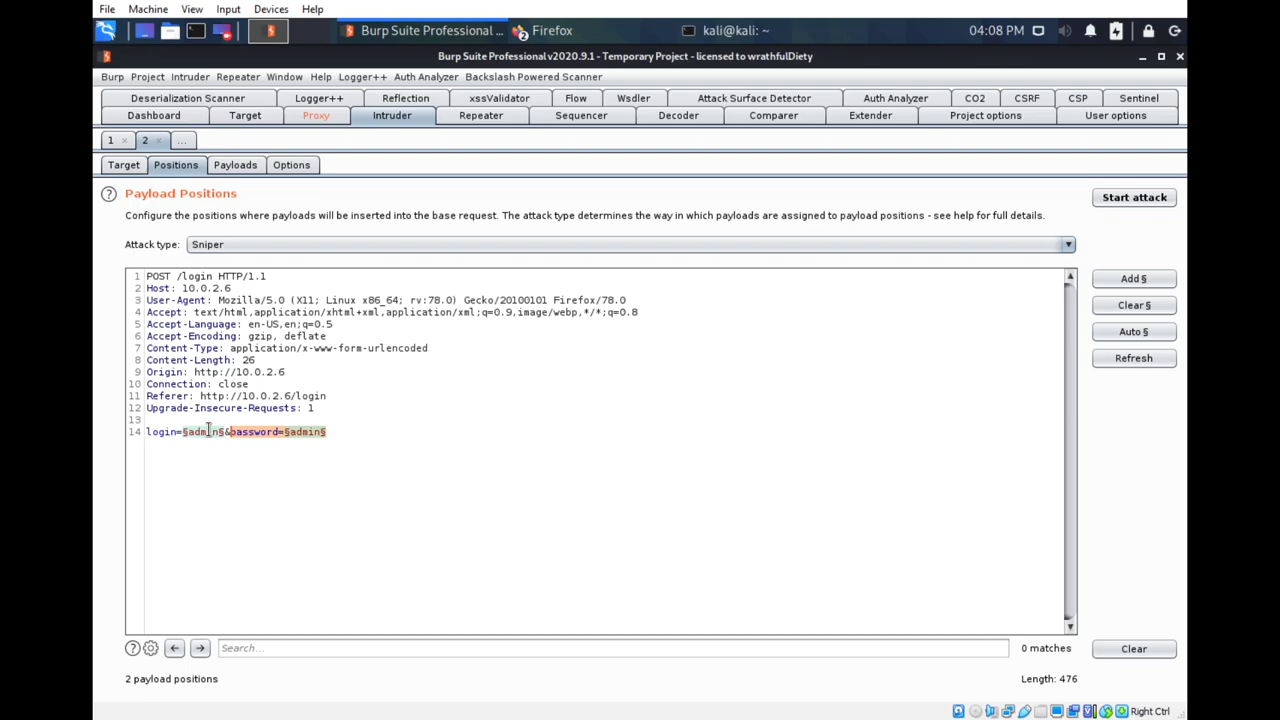 File Machine View Input Devices Help
Burp Suite Professional ... 2 Firefox kali@kali: ~ 04:08 PM
Burp Suite Professional v2020.9.1 - Temporary Project - licensed to wrathfulDiety
Burp Project Intruder Repeater Window Help Logger++ Auth Analyzer Backslash Powered Scanner
Deserialization Scanner Logger++ Reflection xssValidator Flow Wsdler Attack Surface Detector Auth Analyzer CO2 CSRF CSP Sentinel
Dashboard Target Proxy Intruder Repeater Sequencer Decoder Comparer Extender Project options User options
1 × 2 × ...
Target Positions Payloads Options
? Payload Positions Start attack
Configure the positions where payloads will be inserted into the base request. The attack type determines the way in which payloads are assigned to payload positions - see help for full details.
Attack type: Sniper
1 POST /login HTTP/1.1
2 Host: 10.0.2.6
3 User-Agent: Mozilla/5.0 (X11; Linux x86_64; rv:78.0) Gecko/20100101 Firefox/78.0
4 Accept: text/html,application/xhtml+xml,application/xml;q=0.9,image/webp,*/*;q=0.8
5 Accept-Language: en-US,en;q=0.5
6 Accept-Encoding: gzip, deflate
7 Content-Type: application/x-www-form-urlencoded
8 Content-Length: 26
9 Origin: http://10.0.2.6
10 Connection: close
11 Referer: http://10.0.2.6/login
12 Upgrade-Insecure-Requests: 1
13
14 login=§admin§&password=§admin§
Add §
Clear §
Auto §
Refresh
? Search... 0 matches Clear
2 payload positions Length: 476
Right Ctrl